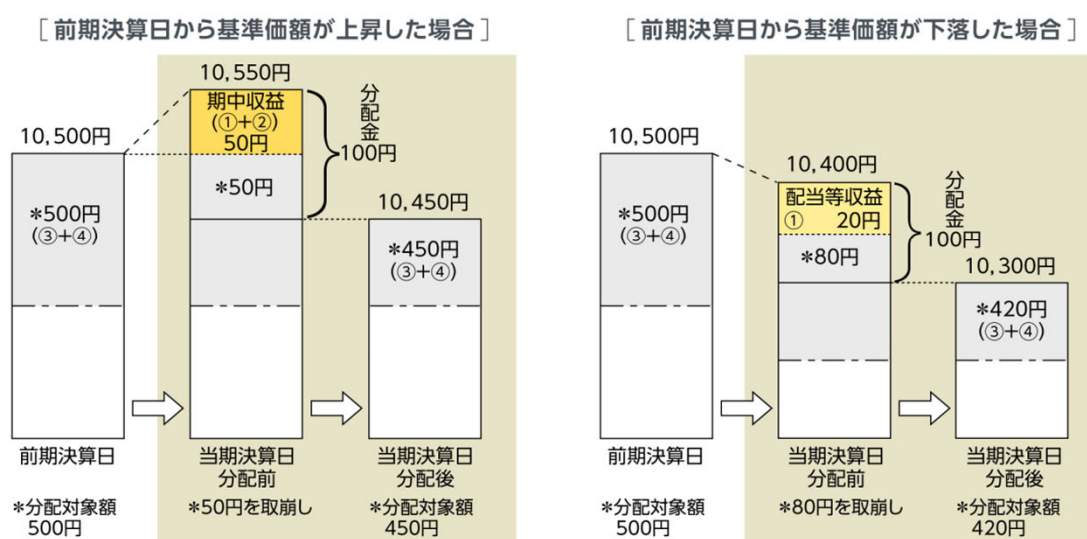 [前期決算日から基準価額が上昇した場合]
10,500円
*500円
(③+④)
前期決算日
*分配対象額
500円
10,550円
期中収益
(①+②)
50円
*50円
分配金
100円
当期決算日
分配前
*50円を取崩し
10,450円
*450円
(③+④)
当期決算日
分配後
*分配対象額
450円
[前期決算日から基準価額が下落した場合]
10,500円
*500円
(③+④)
前期決算日
*分配対象額
500円
10,400円
配当等収益
① 20円
*80円
分配金
100円
当期決算日
分配前
*80円を取崩し
10,300円
*420円
(③+④)
当期決算日
分配後
*分配対象額
420円